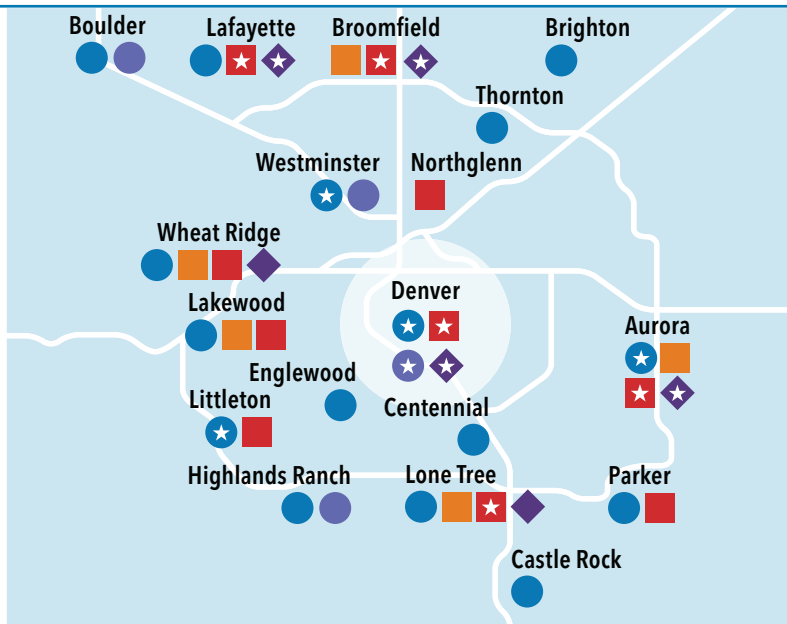 Boulder
Lafayette
Broomfield
Brighton
Thornton
Westminster
Northglenn
Wheat Ridge
Lakewood
Denver
Aurora
Englewood
Littleton
Centennial
Highlands Ranch
Lone Tree
Parker
Castle Rock